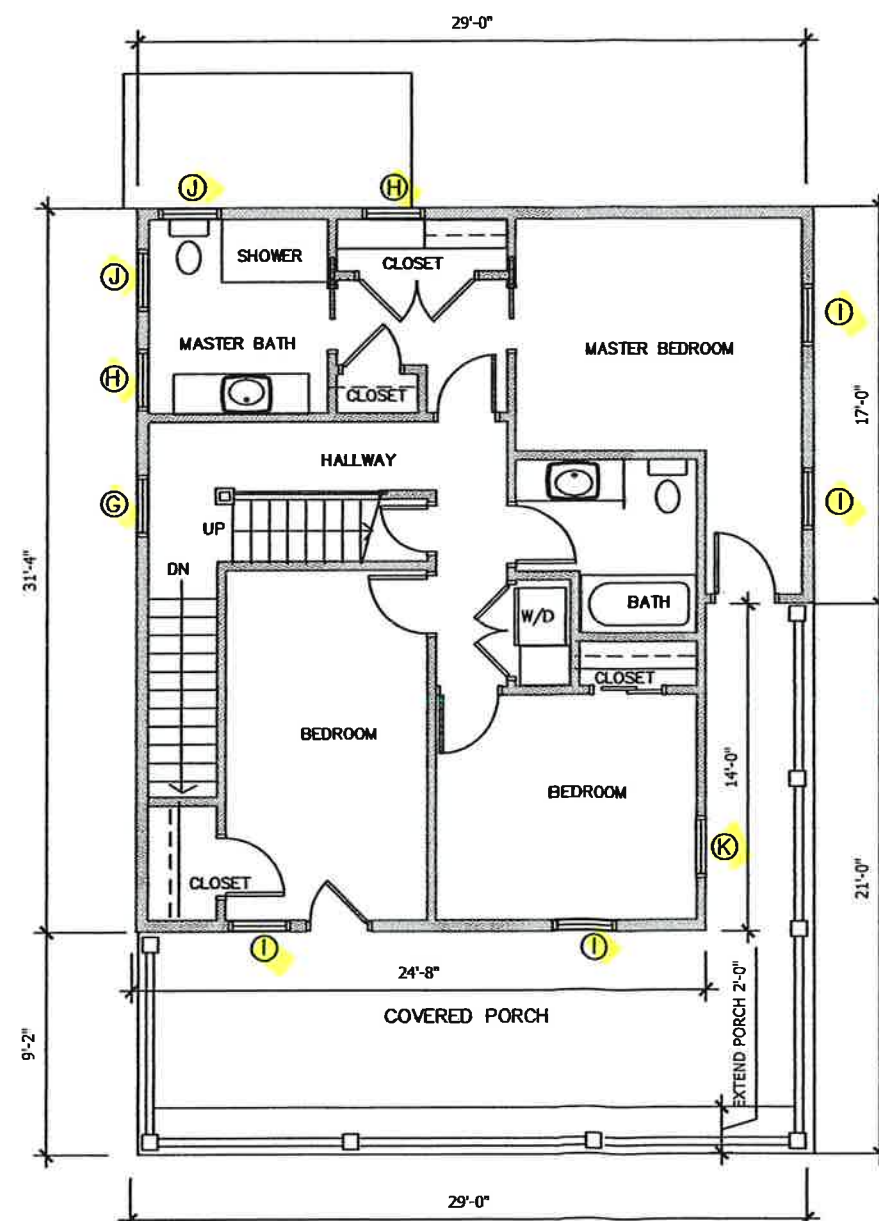 29'-0"
J
H
SHOWER
CLOSET
J
I
MASTER BATH
MASTER BEDROOM
H
CLOSET
17'-0"
HALLWAY
G
I
UP
31'-4"
DN
W/D
BATH
CLOSET
BEDROOM
14'-0"
BEDROOM
K
CLOSET
21'-0"
I
I
24'-8"
COVERED PORCH
9'-2"
EXTEND PORCH 2'-0"
29'-0"